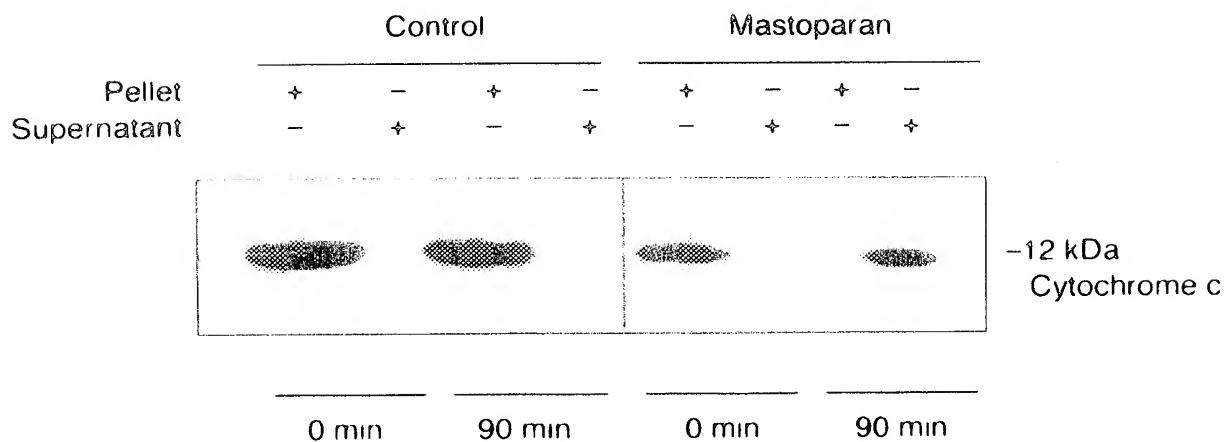 Control Mastoparan
Pellet + − + − + − + −
Supernatant − + − + − + − +
−12 kDa
Cytochrome c
0 min 90 min 0 min 90 min